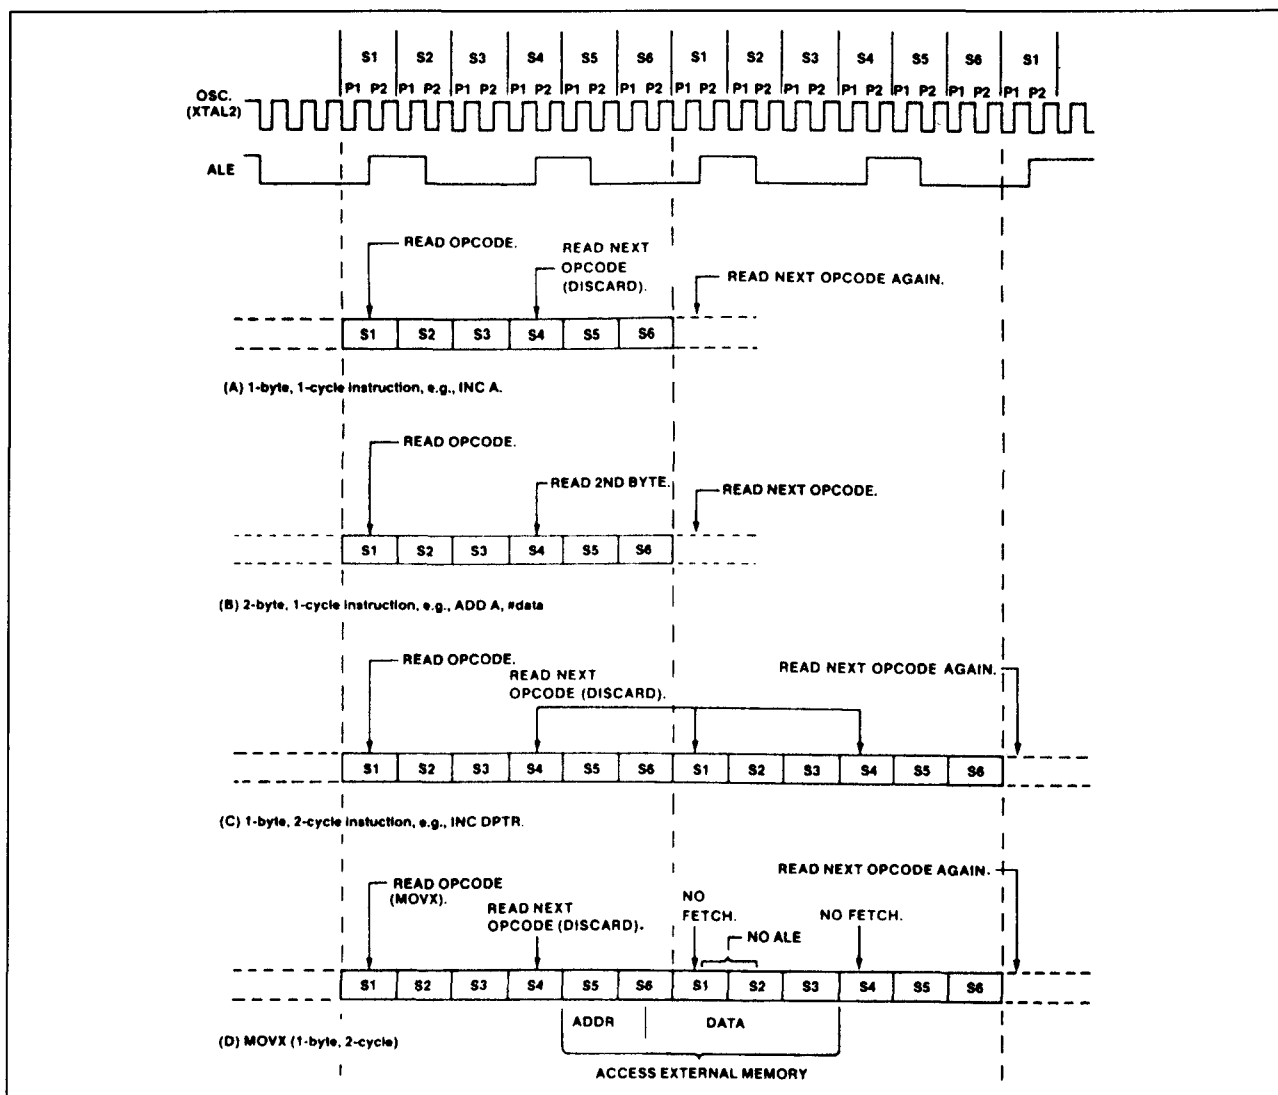 S1 S2 S3 S4 S5 S6 S1 S2 S3 S4 S5 S6 S1
P1 P2 P1 P2 P1 P2 P1 P2 P1 P2 P1 P2 P1 P2 P1 P2 P1 P2 P1 P2 P1 P2 P1 P2 P1 P2
OSC.
(XTAL2)
ALE
READ OPCODE.
READ NEXT
OPCODE
(DISCARD).
READ NEXT OPCODE AGAIN.
S1 S2 S3 S4 S5 S6
(A) 1-byte, 1-cycle instruction, e.g., INC A.
READ OPCODE.
READ 2ND BYTE.
READ NEXT OPCODE.
S1 S2 S3 S4 S5 S6
(B) 2-byte, 1-cycle instruction, e.g., ADD A, #data
READ OPCODE.
READ NEXT
OPCODE (DISCARD).
READ NEXT OPCODE AGAIN.
S1 S2 S3 S4 S5 S6 S1 S2 S3 S4 S5 S6
(C) 1-byte, 2-cycle instuction, e.g., INC DPTR.
READ OPCODE
(MOVX).
READ NEXT
OPCODE (DISCARD).
NO
FETCH.
NO ALE
NO FETCH.
READ NEXT OPCODE AGAIN.
S1 S2 S3 S4 S5 S6 S1 S2 S3 S4 S5 S6
ADDR DATA
(D) MOVX (1-byte, 2-cycle)
ACCESS EXTERNAL MEMORY